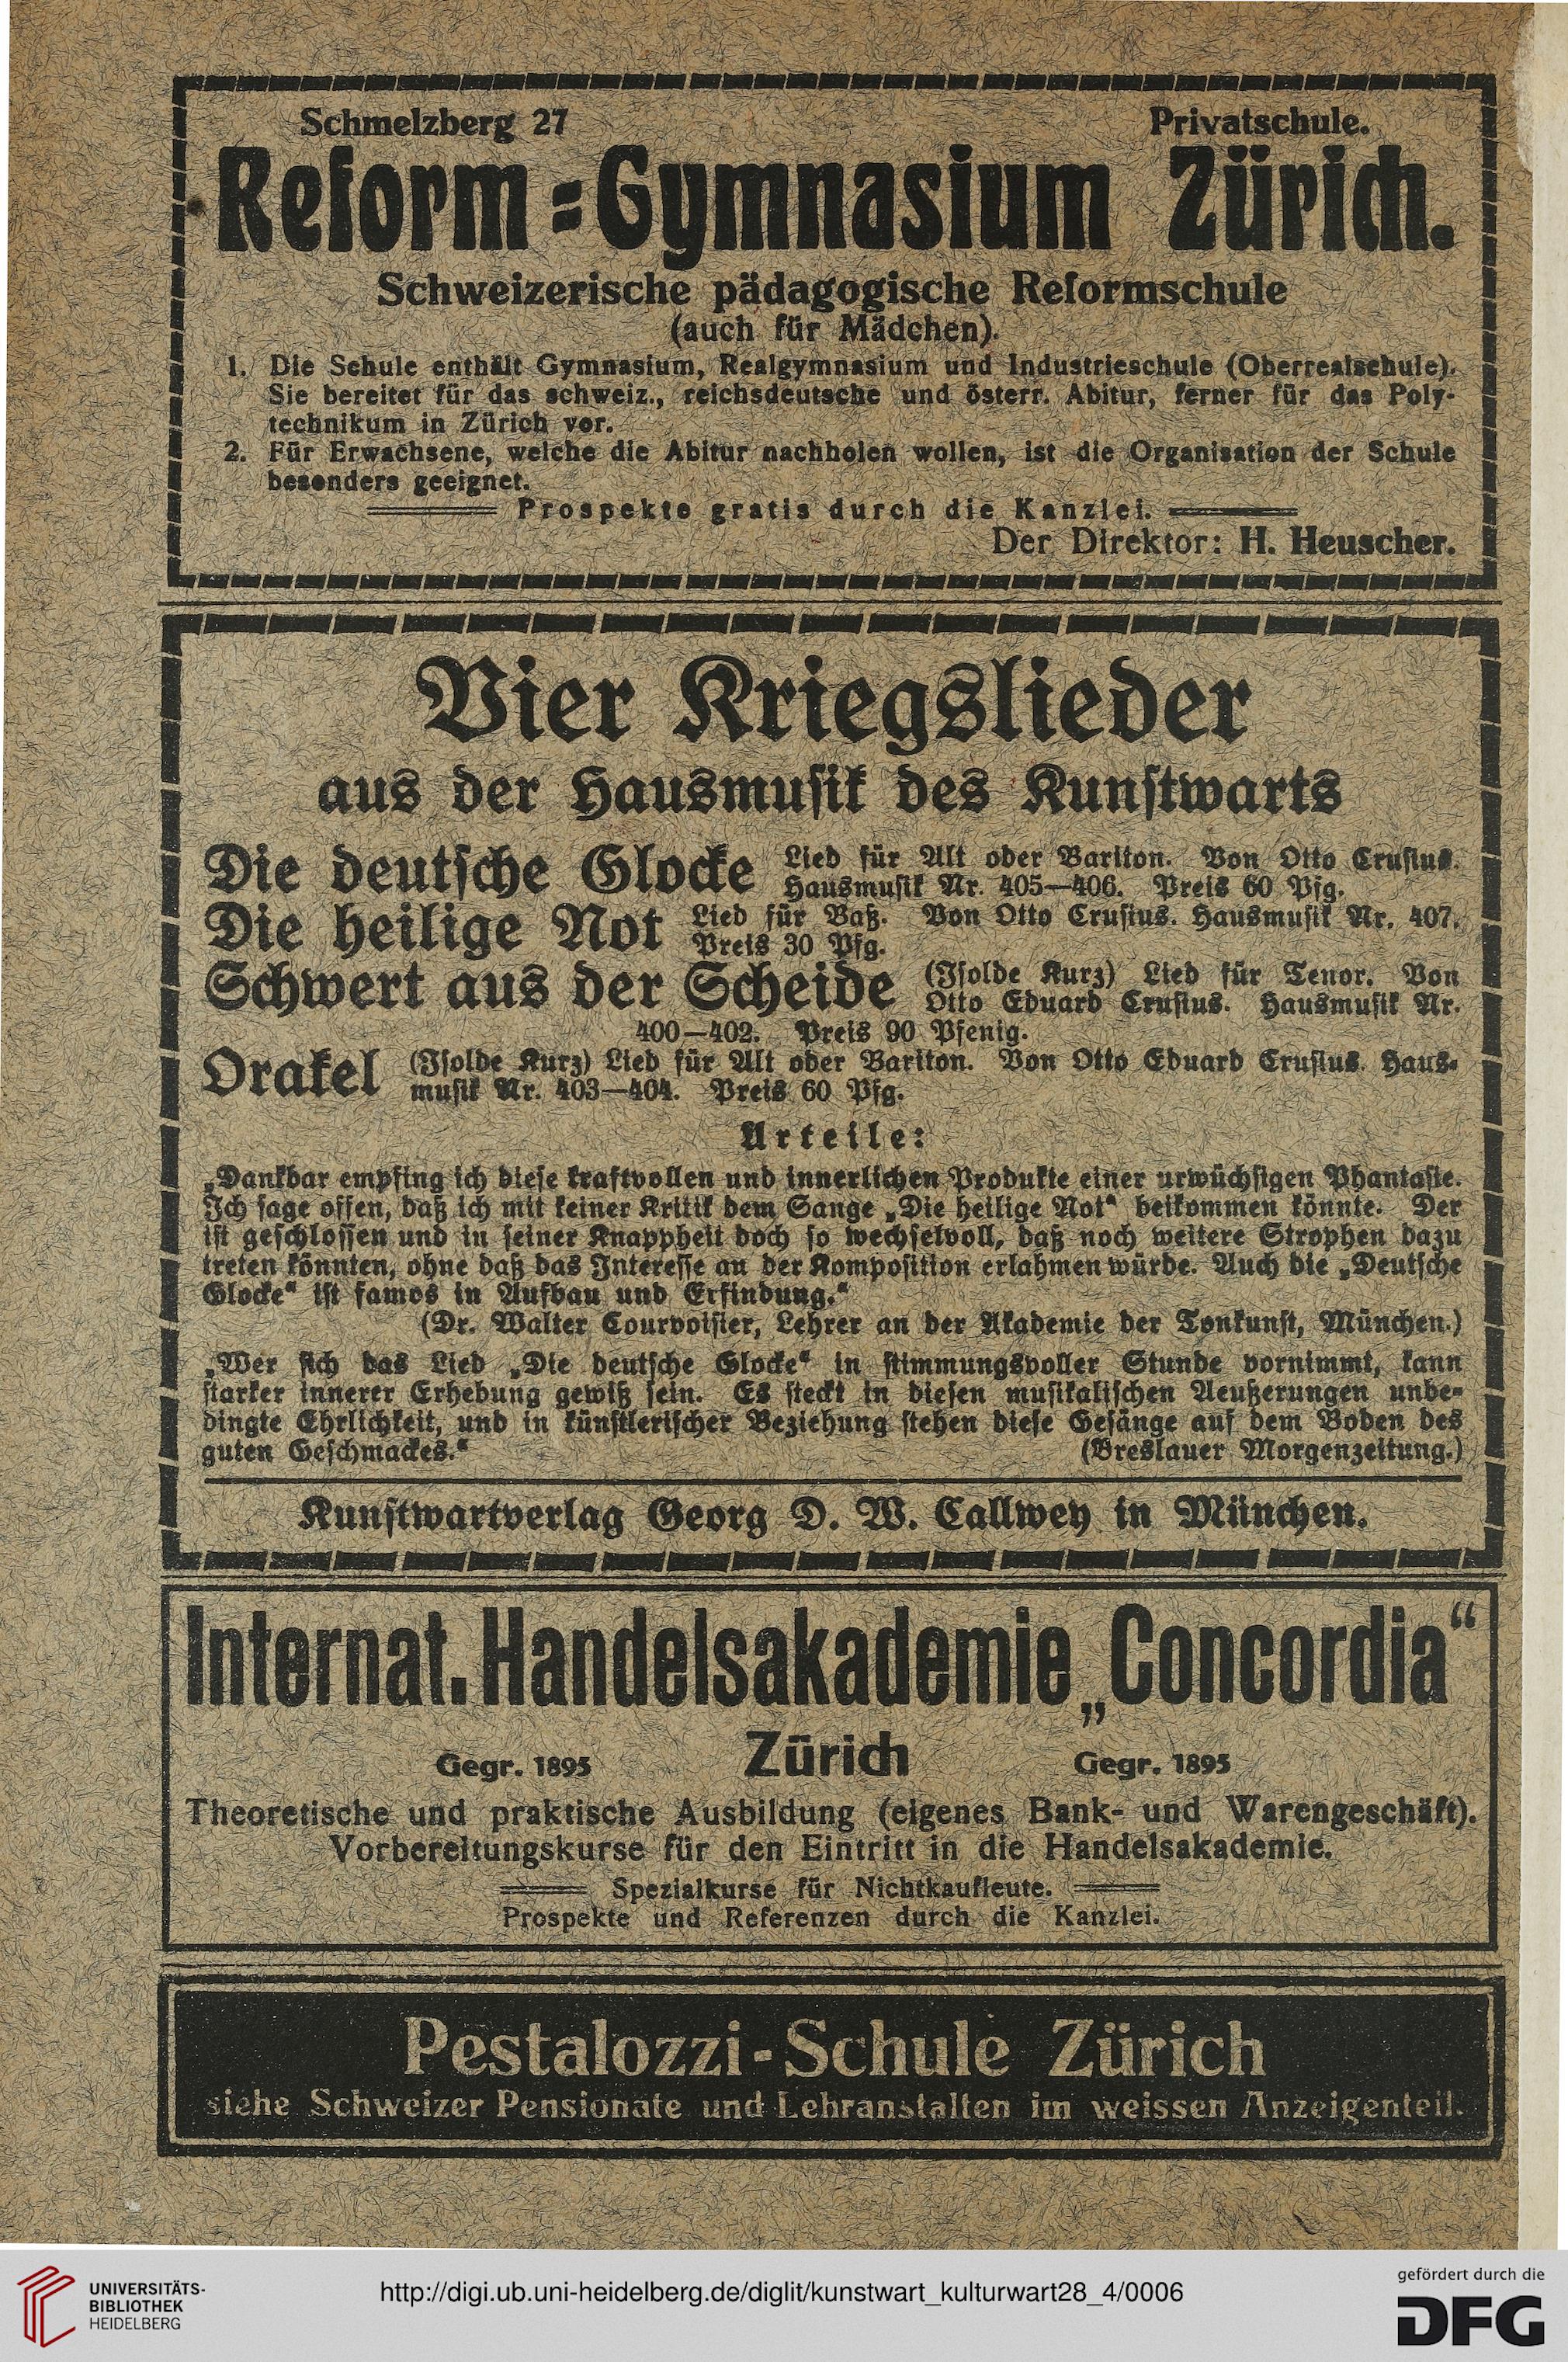 Schmelzberg 27 Privatschule.
Reform=Gymnasium Zürich.
Schweizerische pädagogische Reformschule
(auch für Mädchen).
1. Die Schule enthält Gymnasium, Realgymnasium und Industrieschule (Oberrealschule).
Sie bereitet für das schweiz., reichsdeutsche und österr. Abitur, ferner für das Poly-
technikum in Zürich vor.
2. Für Erwachsene, welche die Abitur nachholen wollen, ist die Organisation der Schule
besonders geeignet.
Prospekte gratis durch die Kanzlei.
Der Direktor: H. Heuscher.
Vier Kriegslieder
aus der Hausmusik des Kunstwarts
Die deutsche Glocke Lied für Alt oder Bariton. Von Otto Crusius.
Hausmusik Nr. 405—406. Preis 60 Pfg.
Die heilige Not Lied für Baß. Von Otto Crusius. Hausmusik Nr. 407.
Preis 30 Pfg.
Schwert aus der Scheide (Isolde Kurz) Lied für Tenor. Von
Otto Eduard Crusius. Hausmusik Nr.
400—402. Preis 90 Pfenig.
Orakel (Isolde Kurz) Lied für Alt oder Bariton. Von Otto Eduard Crusius. Haus-
musik Nr. 403—404. Preis 60 Pfg.
Urteile:
„Dankbar empfing ich diese kraftvollen und innerlichen Produkte einer urwüchsigen Phantasie.
Ich sage offen, daß ich mit keiner Kritik dem Sange „Die heilige Not“ beikommen könnte. Der
ist geschlossen und in seiner Knappheit doch so wechselvoll, daß noch weitere Strophen dazu
treten könnten, ohne daß das Interesse an der Komposition erlahmen würde. Auch die „Deutsche
Glocke“ ist famos in Aufbau und Erfindung.“
(Dr. Walter Courvoisier, Lehrer an der Akademie der Tonkunst, München.)
„Wer sich das Lied „Die deutsche Glocke“ in stimmungsvoller Stunde vornimmt, kann
starker innerer Erhebung gewiß sein. Es steckt in diesen musikalischen Aeußerungen unbe-
dingte Ehrlichkeit, und in künstlerischer Beziehung stehen diese Gesänge auf dem Boden des
guten Geschmackes.“ (Breslauer Morgenzeitung.)
Kunstwartverlag Georg D. W. Callwey in München.
Internat. Handelsakademie „Concordia“
Gegr. 1895 Zürich Gegr. 1895
Theoretische und praktische Ausbildung (eigenes Bank- und Warengeschäft).
Vorbereitungskurse für den Eintritt in die Handelsakademie.
Spezialkurse für Nichtkaufleute.
Prospekte und Referenzen durch die Kanzlei.
Pestalozzi-Schule Zürich
siehe Schweizer Pensionate und Lehranstalten im weissen Anzeigenteil.
UNIVERSITÄTS-
BIBLIOTHEK
HEIDELBERG
http://digi.ub.uni-heidelberg.de/diglit/kunstwart_kulturwart28_4/0006
gefördert durch die
DFG